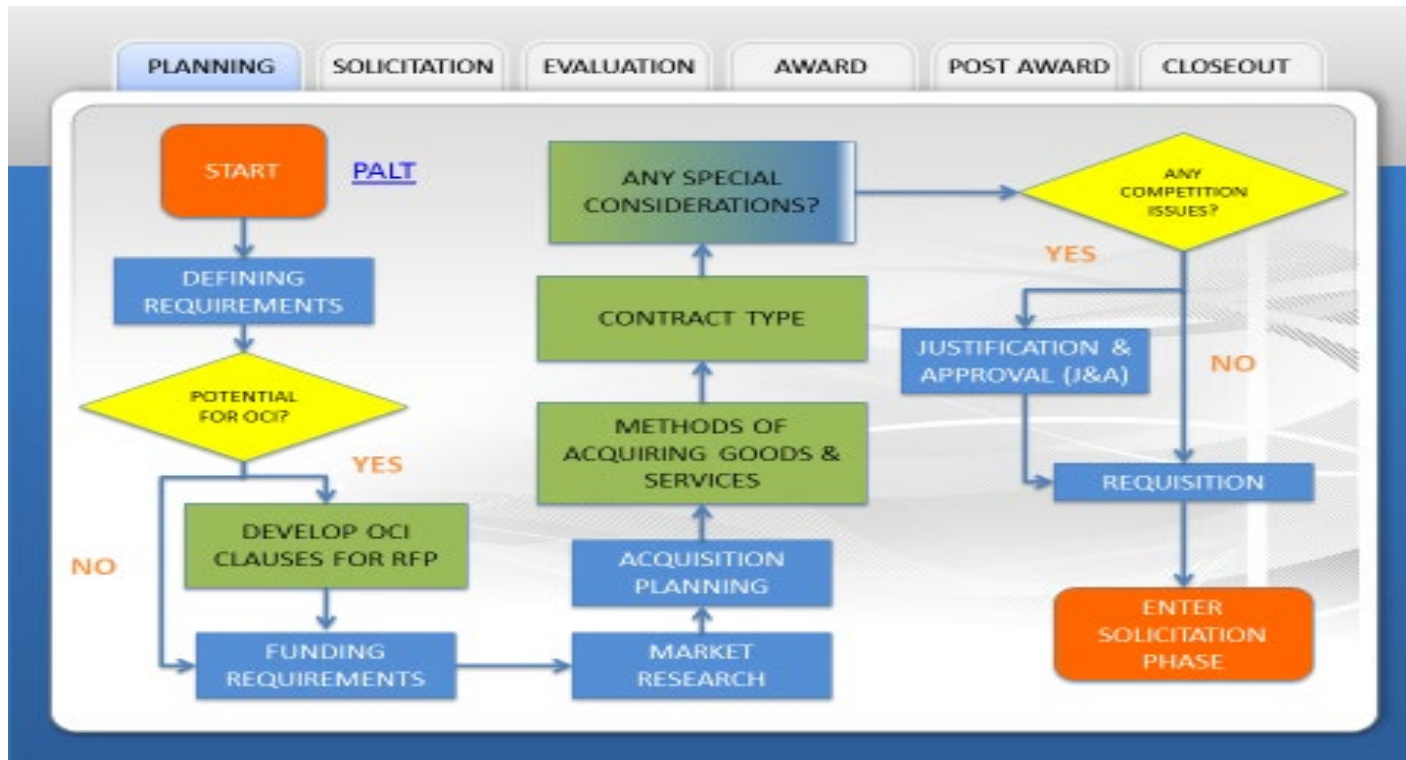 PLANNING
SOLICITATION
EVALUATION
AWARD
POST AWARD
CLOSEOUT
START
PALT
DEFINING
REQUIREMENTS
POTENTIAL
FOR OCI?
YES
NO
DEVELOP OCI
CLAUSES FOR RFP
FUNDING
REQUIREMENTS
MARKET
RESEARCH
ACQUISITION
PLANNING
METHODS OF
ACQUIRING GOODS &
SERVICES
CONTRACT TYPE
ANY SPECIAL
CONSIDERATIONS?
ANY
COMPETITION
ISSUES?
YES
NO
JUSTIFICATION &
APPROVAL (J&A)
REQUISITION
ENTER
SOLICITATION
PHASE